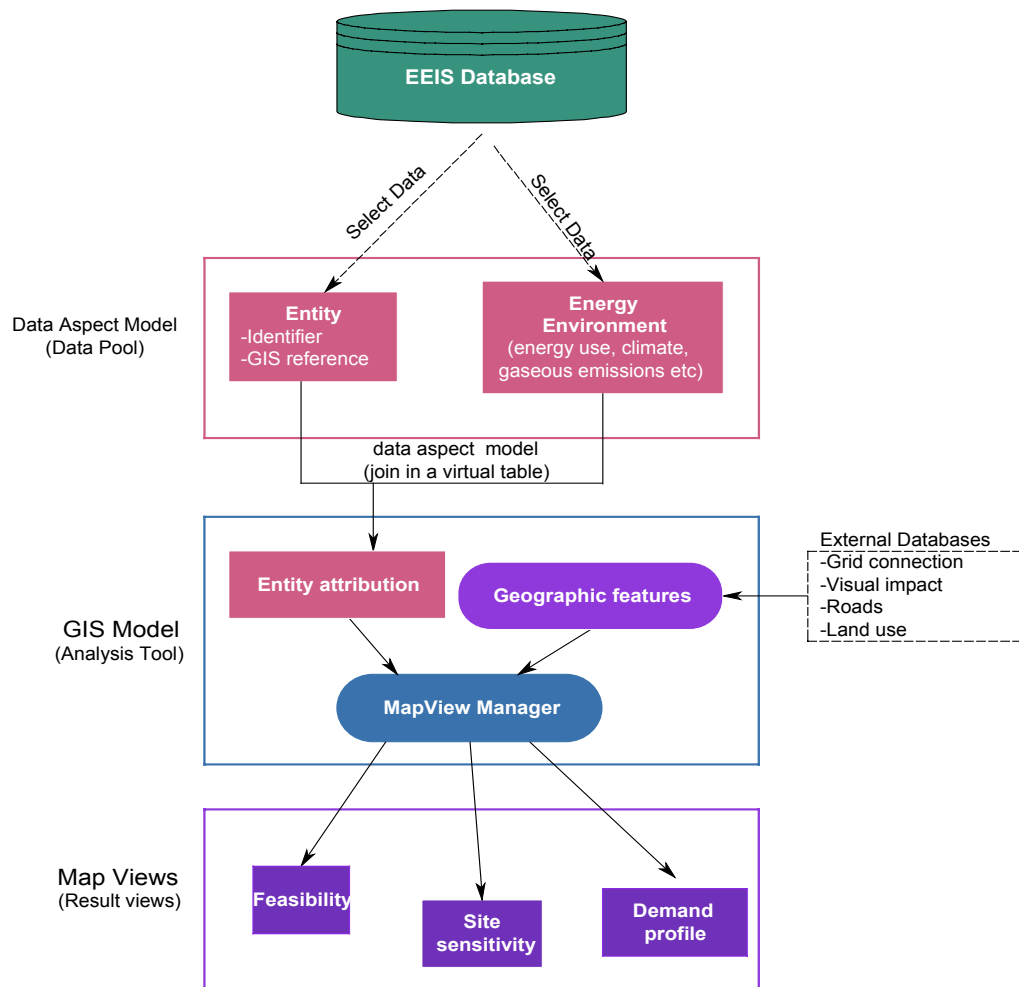 EEIS Database
Select Data
Select Data
Data Aspect Model
(Data Pool)
Entity
-Identifier
-GIS reference
Energy
Environment
(energy use, climate,
gaseous emissions etc)
data aspect model
(join in a virtual table)
GIS Model
(Analysis Tool)
Entity attribution
Geographic features
External Databases
-Grid connection
-Visual impact
-Roads
-Land use
MapView Manager
Map Views
(Result views)
Feasibility
Site
sensitivity
Demand
profile